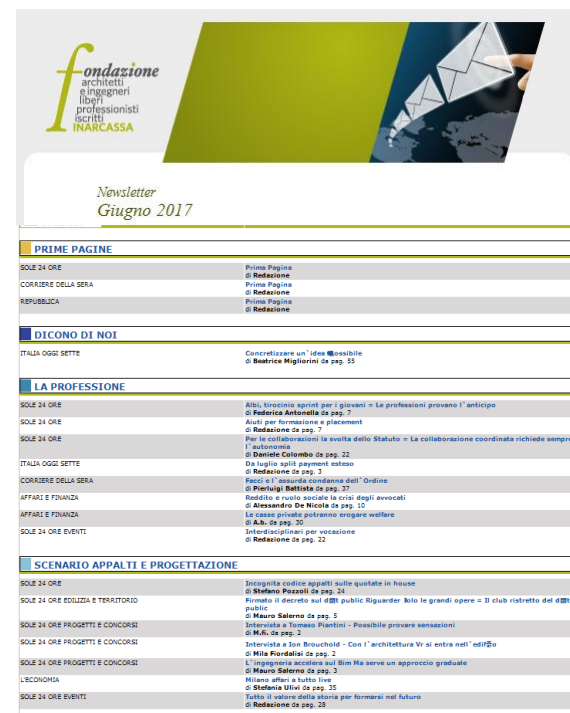 fondazione
architetti
e ingegneri
liberi
professionisti
iscritti
INARCASSA
Newsletter
Giugno 2017
PRIME PAGINE
SOLE 24 ORE Prima Pagina
di Redazione
CORRIERE DELLA SERA Prima Pagina
di Redazione
REPUBBLICA Prima Pagina
di Redazione
DICONO DI NOI
ITALIA OGGI SETTE Concretizzare un`idea possibile
di Beatrice Migliorini da pag. 55
LA PROFESSIONE
SOLE 24 ORE Albi, tirocinio sprint per i giovani = Le professioni provano l`anticipo
di Federica Antonella da pag. 7
SOLE 24 ORE Aiuti per formazione e placement
di Redazione da pag. 7
SOLE 24 ORE Per le collaborazioni la svolta dello Statuto = La collaborazione coordinata richiede sempre
l`autonomia
di Daniele Colombo da pag. 22
ITALIA OGGI SETTE Da luglio split payment esteso
di Redazione da pag. 3
CORRIERE DELLA SERA Facci e l`assurda condanna dell`Ordine
di Pierluigi Battista da pag. 37
AFFARI E FINANZA Reddito e ruolo sociale la crisi degli avvocati
di Alessandro De Nicola da pag. 10
AFFARI E FINANZA Le casse private potranno erogare welfare
di A.b. da pag. 30
SOLE 24 ORE EVENTI Interdisciplinari per vocazione
di Redazione da pag. 22
SCENARIO APPALTI E PROGETTAZIONE
SOLE 24 ORE Incognita codice appalti sulle quotate in house
di Stefano Pozzoli da pag. 24
SOLE 24 ORE EDILIZIA E TERRITORIO Firmato il decreto sul public Riguarder solo le grandi opere = Il club ristretto del
public
di Mauro Salerno da pag. 5
SOLE 24 ORE PROGETTI E CONCORSI Intervista a Tomaso Piantini - Possibile provare sensazioni
di M.fi. da pag. 2
SOLE 24 ORE PROGETTI E CONCORSI Intervista a Ion Brouchold - Con l`architettura Vr si entra nell`
di Mila Fiordalisi da pag. 2
SOLE 24 ORE PROGETTI E CONCORSI L`ingegneria accelera sul Bim Ma serve un approccio graduale
di Mauro Salerno da pag. 3
L'ECONOMIA Milano affari a tutto live
di Stefania Ulivi da pag. 35
SOLE 24 ORE EVENTI Tutto il valore della storia per formarsi nel futuro
di Redazione da pag. 28